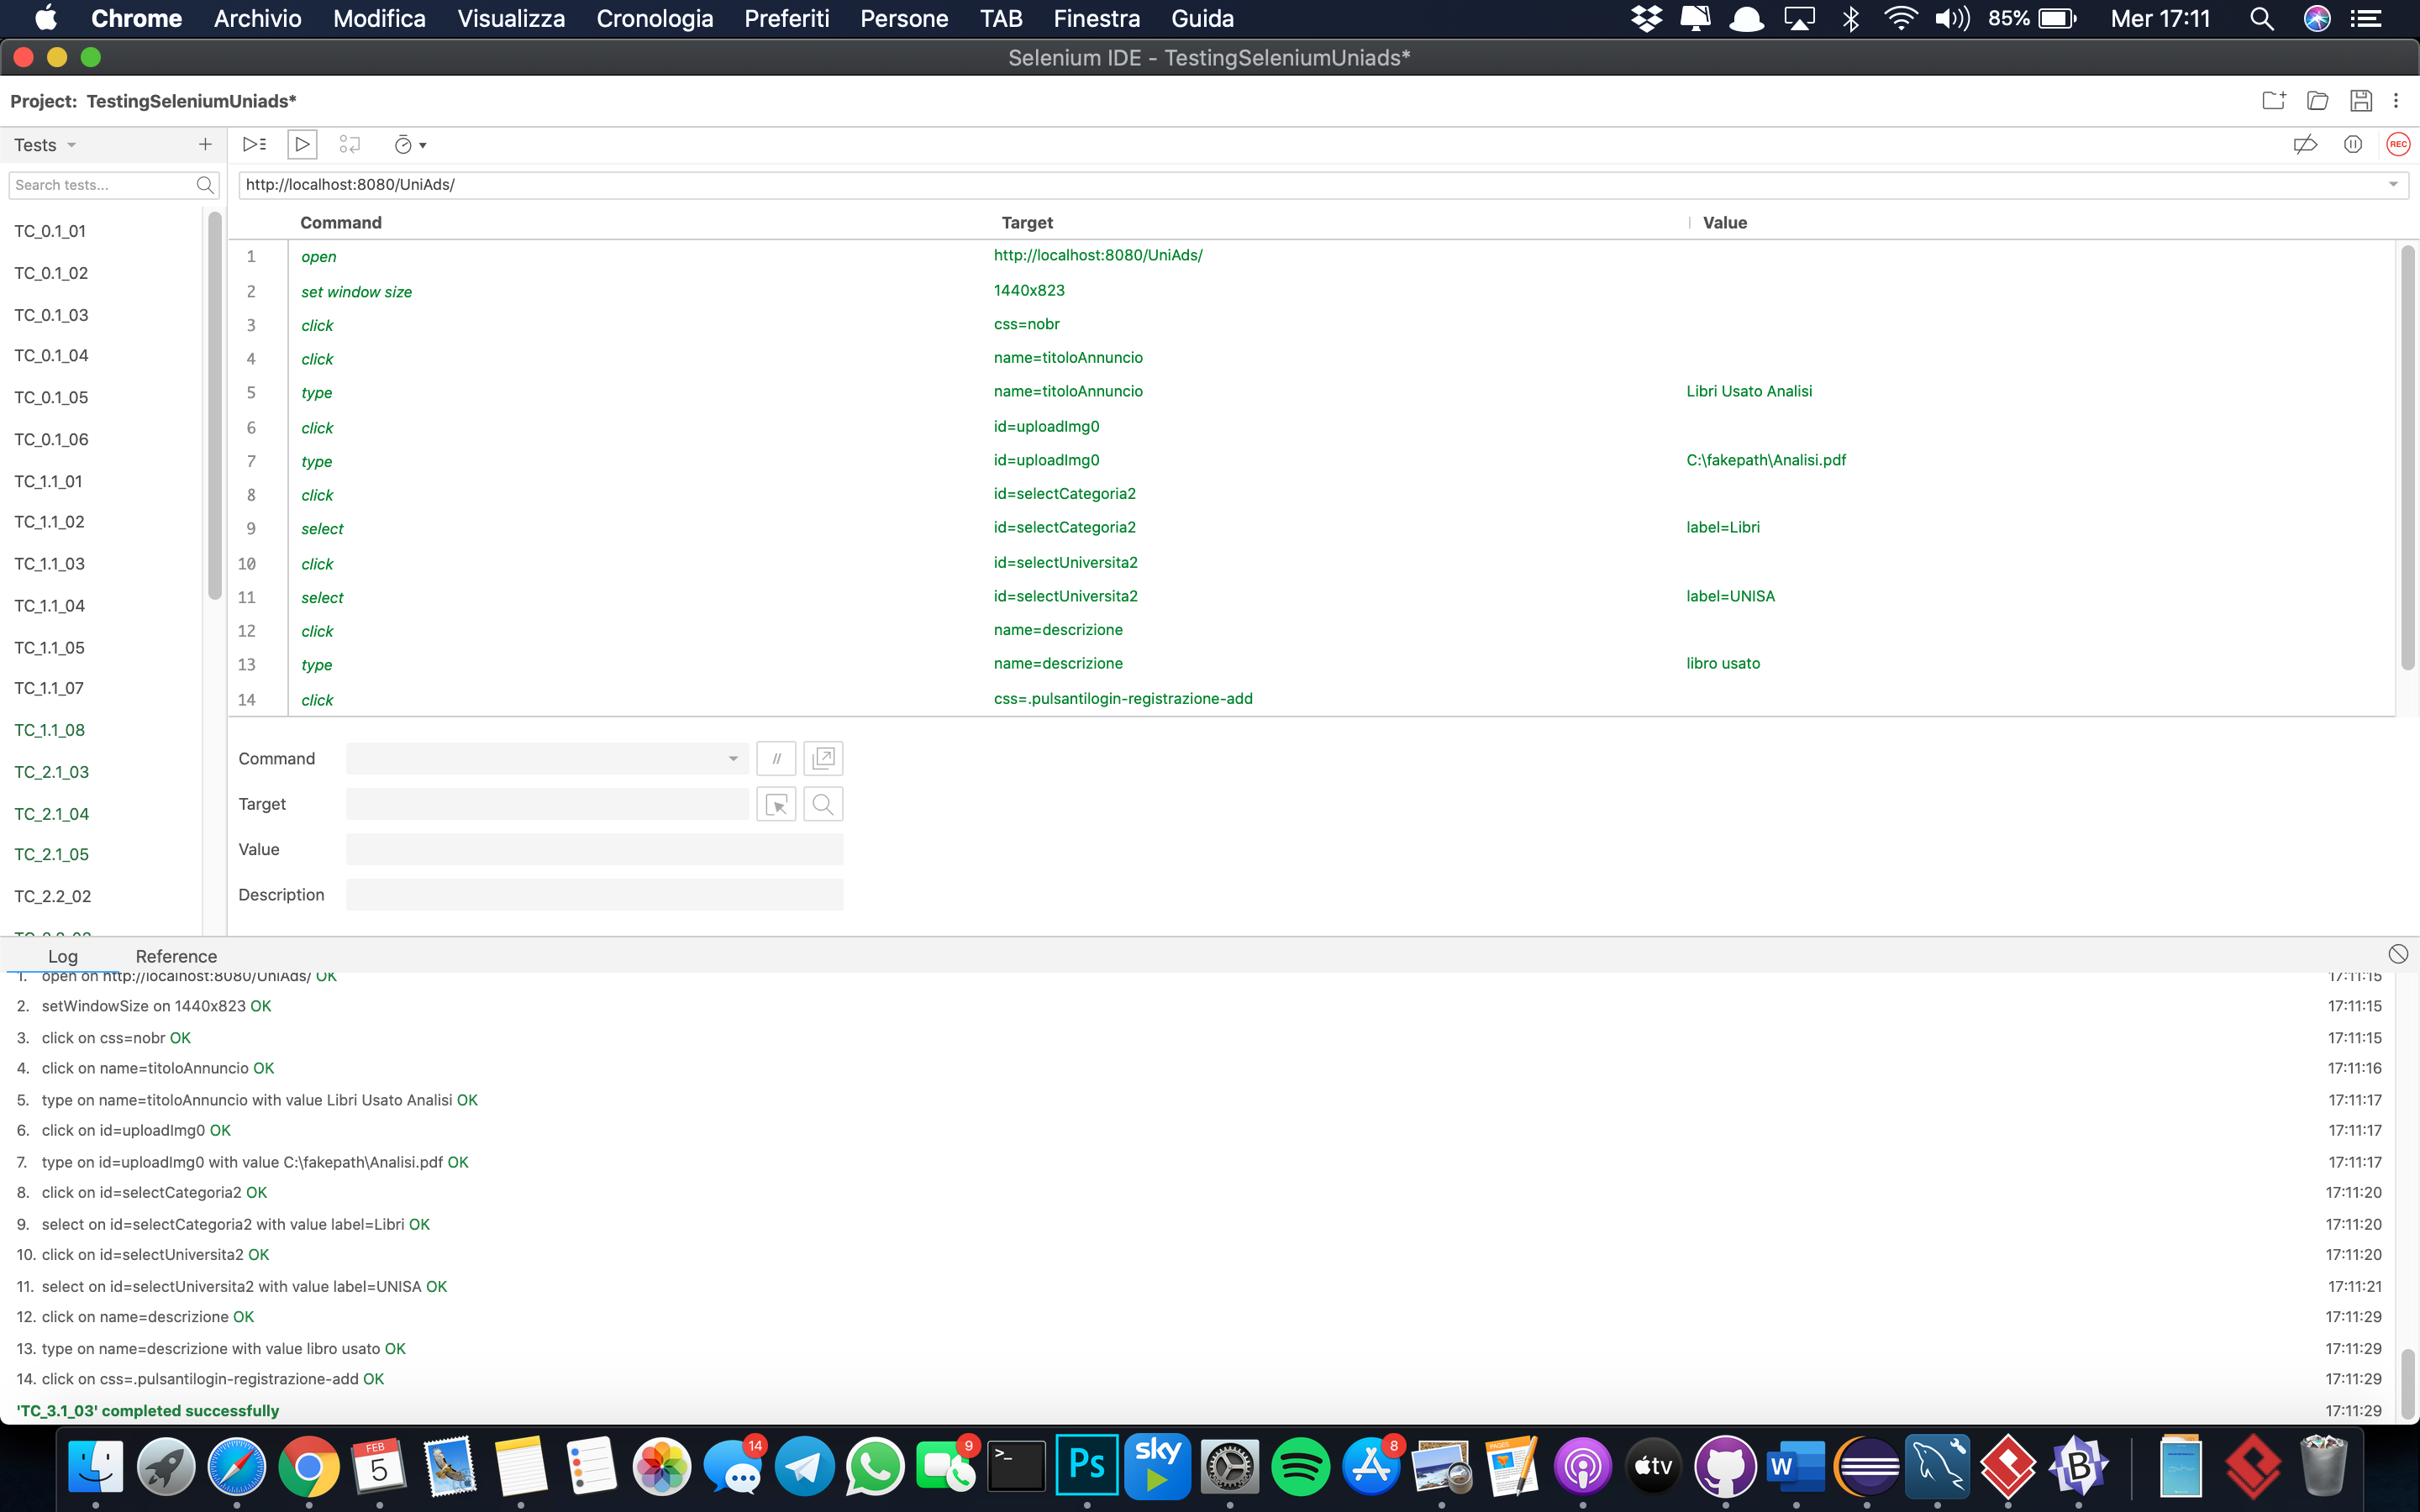 Chrome Archivio Modifica Visualizza Cronologia Preferiti Persone TAB Finestra Guida 85% Mer 17:11
Selenium IDE - TestingSeleniumUniads*
Project: TestingSeleniumUniads*
Tests
REC
Search tests...
http://localhost:8080/UniAds/
Command Target Value
TC_0.1_01
TC_0.1_02
TC_0.1_03
TC_0.1_04
TC_0.1_05
TC_0.1_06
TC_1.1_01
TC_1.1_02
TC_1.1_03
TC_1.1_04
TC_1.1_05
TC_1.1_07
TC_1.1_08
TC_2.1_03
TC_2.1_04
TC_2.1_05
TC_2.2_02
1 open http://localhost:8080/UniAds/
2 set window size 1440x823
3 click css=nobr
4 click name=titoloAnnuncio
5 type name=titoloAnnuncio Libri Usato Analisi
6 click id=uploadImg0
7 type id=uploadImg0 C:\fakepath\Analisi.pdf
8 click id=selectCategoria2
9 select id=selectCategoria2 label=Libri
10 click id=selectUniversita2
11 select id=selectUniversita2 label=UNISA
12 click name=descrizione
13 type name=descrizione libro usato
14 click css=.pulsantilogin-registrazione-add
Command //
Target
Value
Description
Log Reference
1. open on http://localhost:8080/UniAds/ OK 17:11:15
2. setWindowSize on 1440x823 OK 17:11:15
3. click on css=nobr OK 17:11:15
4. click on name=titoloAnnuncio OK 17:11:16
5. type on name=titoloAnnuncio with value Libri Usato Analisi OK 17:11:17
6. click on id=uploadImg0 OK 17:11:17
7. type on id=uploadImg0 with value C:\fakepath\Analisi.pdf OK 17:11:17
8. click on id=selectCategoria2 OK 17:11:20
9. select on id=selectCategoria2 with value label=Libri OK 17:11:20
10. click on id=selectUniversita2 OK 17:11:20
11. select on id=selectUniversita2 with value label=UNISA OK 17:11:21
12. click on name=descrizione OK 17:11:29
13. type on name=descrizione with value libro usato OK 17:11:29
14. click on css=.pulsantilogin-registrazione-add OK 17:11:29
'TC_3.1_03' completed successfully 17:11:29
FEB 5 14 9 >_ Ps sky 8 PAGES tv W B